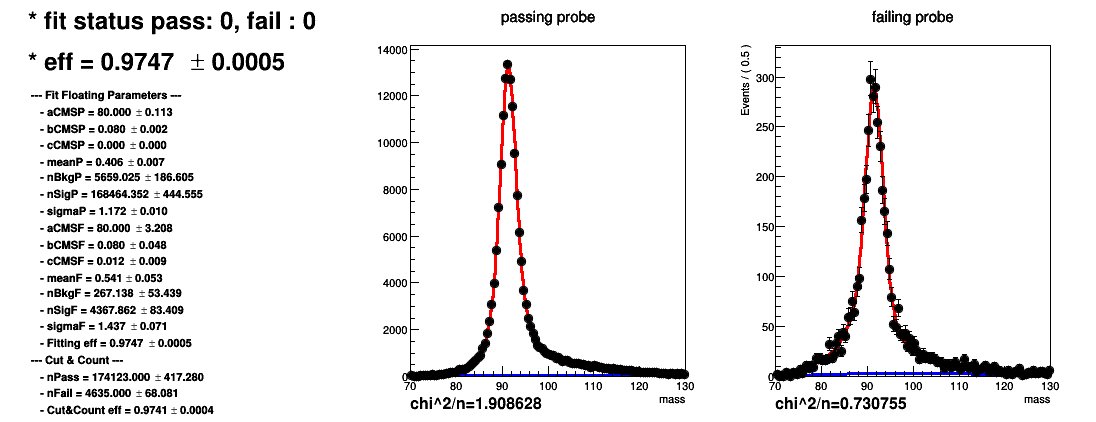 * fit status pass: 0, fail : 0
* eff = 0.9747 ± 0.0005
--- Fit Floating Parameters ---
- aCMSP = 80.000 ± 0.113
- bCMSP = 0.080 ± 0.002
- cCMSP = 0.000 ± 0.000
- meanP = 0.406 ± 0.007
- nBkgP = 5659.025 ± 186.605
- nSigP = 168464.352 ± 444.555
- sigmaP = 1.172 ± 0.010
- aCMSF = 80.000 ± 3.208
- bCMSF = 0.080 ± 0.048
- cCMSF = 0.012 ± 0.009
- meanF = 0.541 ± 0.053
- nBkgF = 267.138 ± 53.439
- nSigF = 4367.862 ± 83.409
- sigmaF = 1.437 ± 0.071
- Fitting eff = 0.9747 ± 0.0005
--- Cut & Count ---
- nPass = 174123.000 ± 417.280
- nFail = 4635.000 ± 68.081
- Cut&Count eff = 0.9741 ± 0.0004
passing probe
14000
12000
10000
8000
6000
4000
2000
0
70 80 90 100 110 120 130
mass
chi^2/n=1.908628
failing probe
Events / ( 0.5 )
300
250
200
150
100
50
0
70 80 90 100 110 120 130
mass
chi^2/n=0.730755